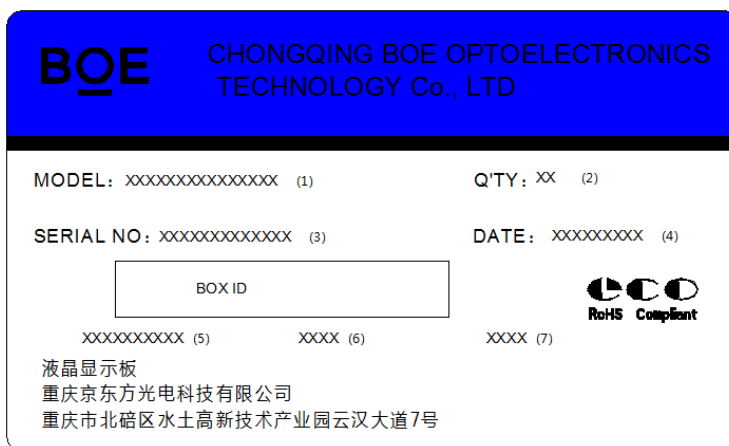 BOE
CHONGQING BOE OPTOELECTRONICS
TECHNOLOGY Co., LTD
MODEL：XXXXXXXXXXXXXXX (1) Q'TY：XX (2)
SERIAL NO：XXXXXXXXXXXXX (3) DATE： XXXXXXXXX (4)
BOX ID
eco
RoHS Compliant
XXXXXXXXXX (5) XXXX (6) XXXX (7)
液晶显示板
重庆京东方光电科技有限公司
重庆市北碚区水土高新技术产业园云汉大道7号